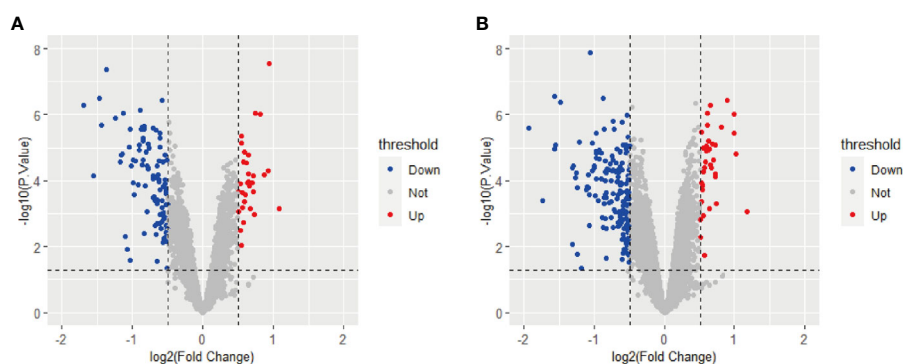 A
-log10(P.Value)
8
6
4
2
0
-2
-1
0
1
2
log2(Fold Change)
threshold
Down
Not
Up
B
-log10(P.Value)
8
6
4
2
0
-2
-1
0
1
2
log2(Fold Change)
threshold
Down
Not
Up